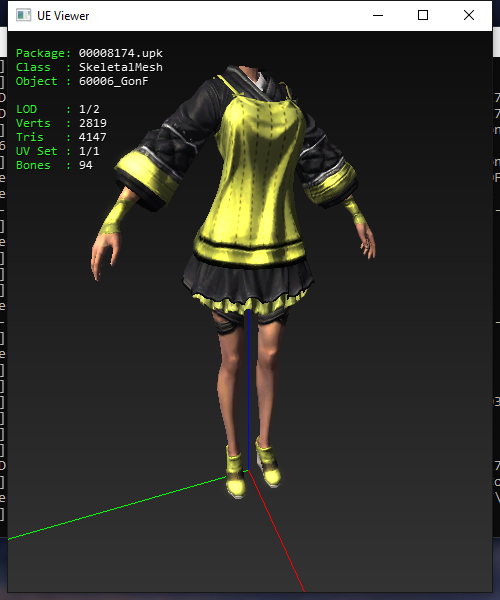 UE Viewer
Package: 00008174.upk
Class : SkeletalMesh
Object : 60006_GonF
LOD : 1/2
Verts : 2819
Tris : 4147
UV Set : 1/1
Bones : 94